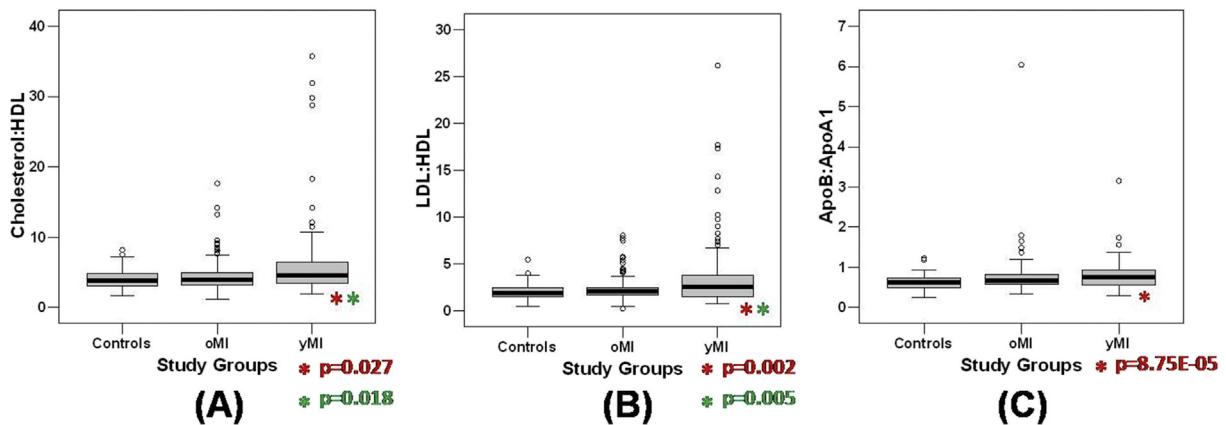 40
30
20
10
0
Cholesterol:HDL
Controls oMI yMI
* *
Study Groups
* p=0.027
* p=0.018
(A)
30
25
20
15
10
5
0
LDL:HDL
Controls oMI yMI
* *
Study Groups
* p=0.002
* p=0.005
(B)
7
6
5
4
3
2
1
0
ApoB:ApoA1
Controls oMI yMI
*
Study Groups
* p=8.75E-05
(C)